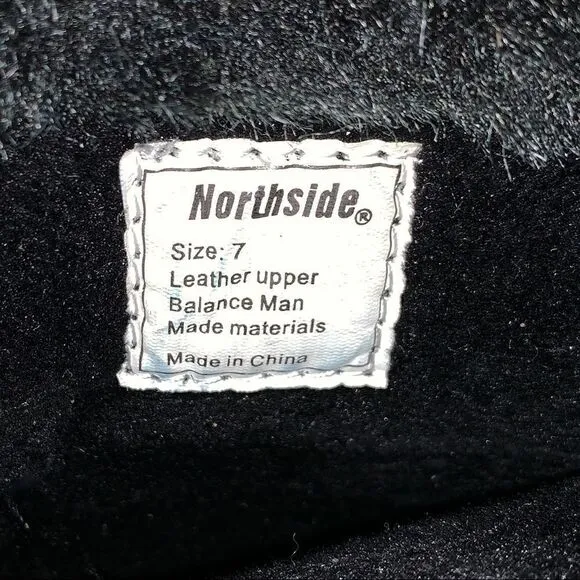 Northside®
Size: 7
Leather upper
Balance Man
Made materials
Made in China